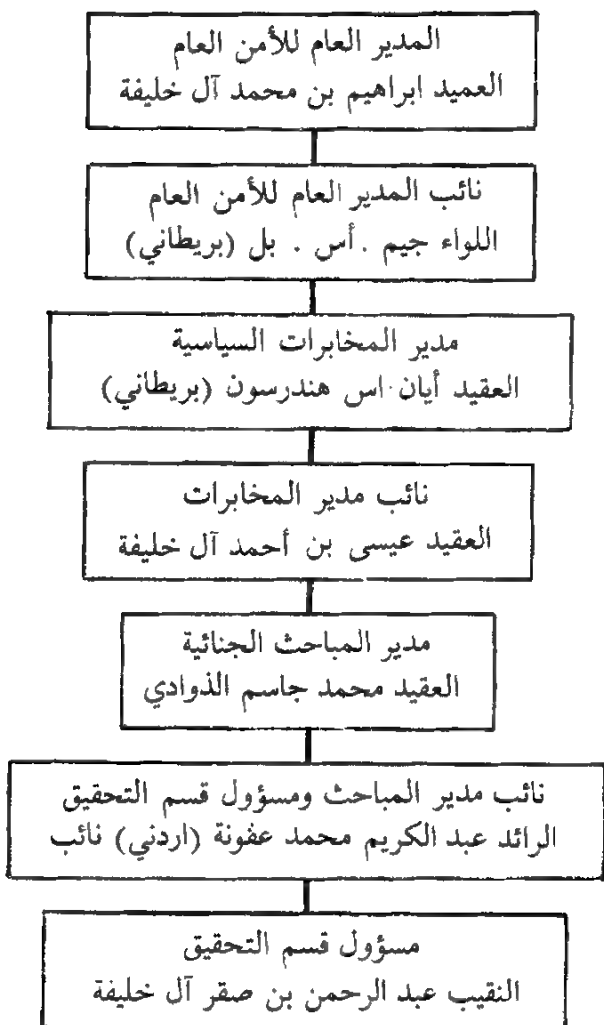 المدير العام للأمن العام
العميد ابراهيم بن محمد آل خليفة
نائب المدير العام للأمن العام
اللواء جيم . أس . بل (بريطاني)
مدير المخابرات السياسية
العقيد أيان اس هندرسون (بريطاني)
نائب مدير المخابرات
العقيد عيسى بن أحمد آل خليفة
مدير المباحث الجنائية
العقيد محمد جاسم الذوادي
نائب مدير المباحث ومسؤول قسم التحقيق
الرائد عبد الكريم محمد عفونة (اردني) نائب
مسؤول قسم التحقيق
النقيب عبد الرحمن بن صقر آل خليفة